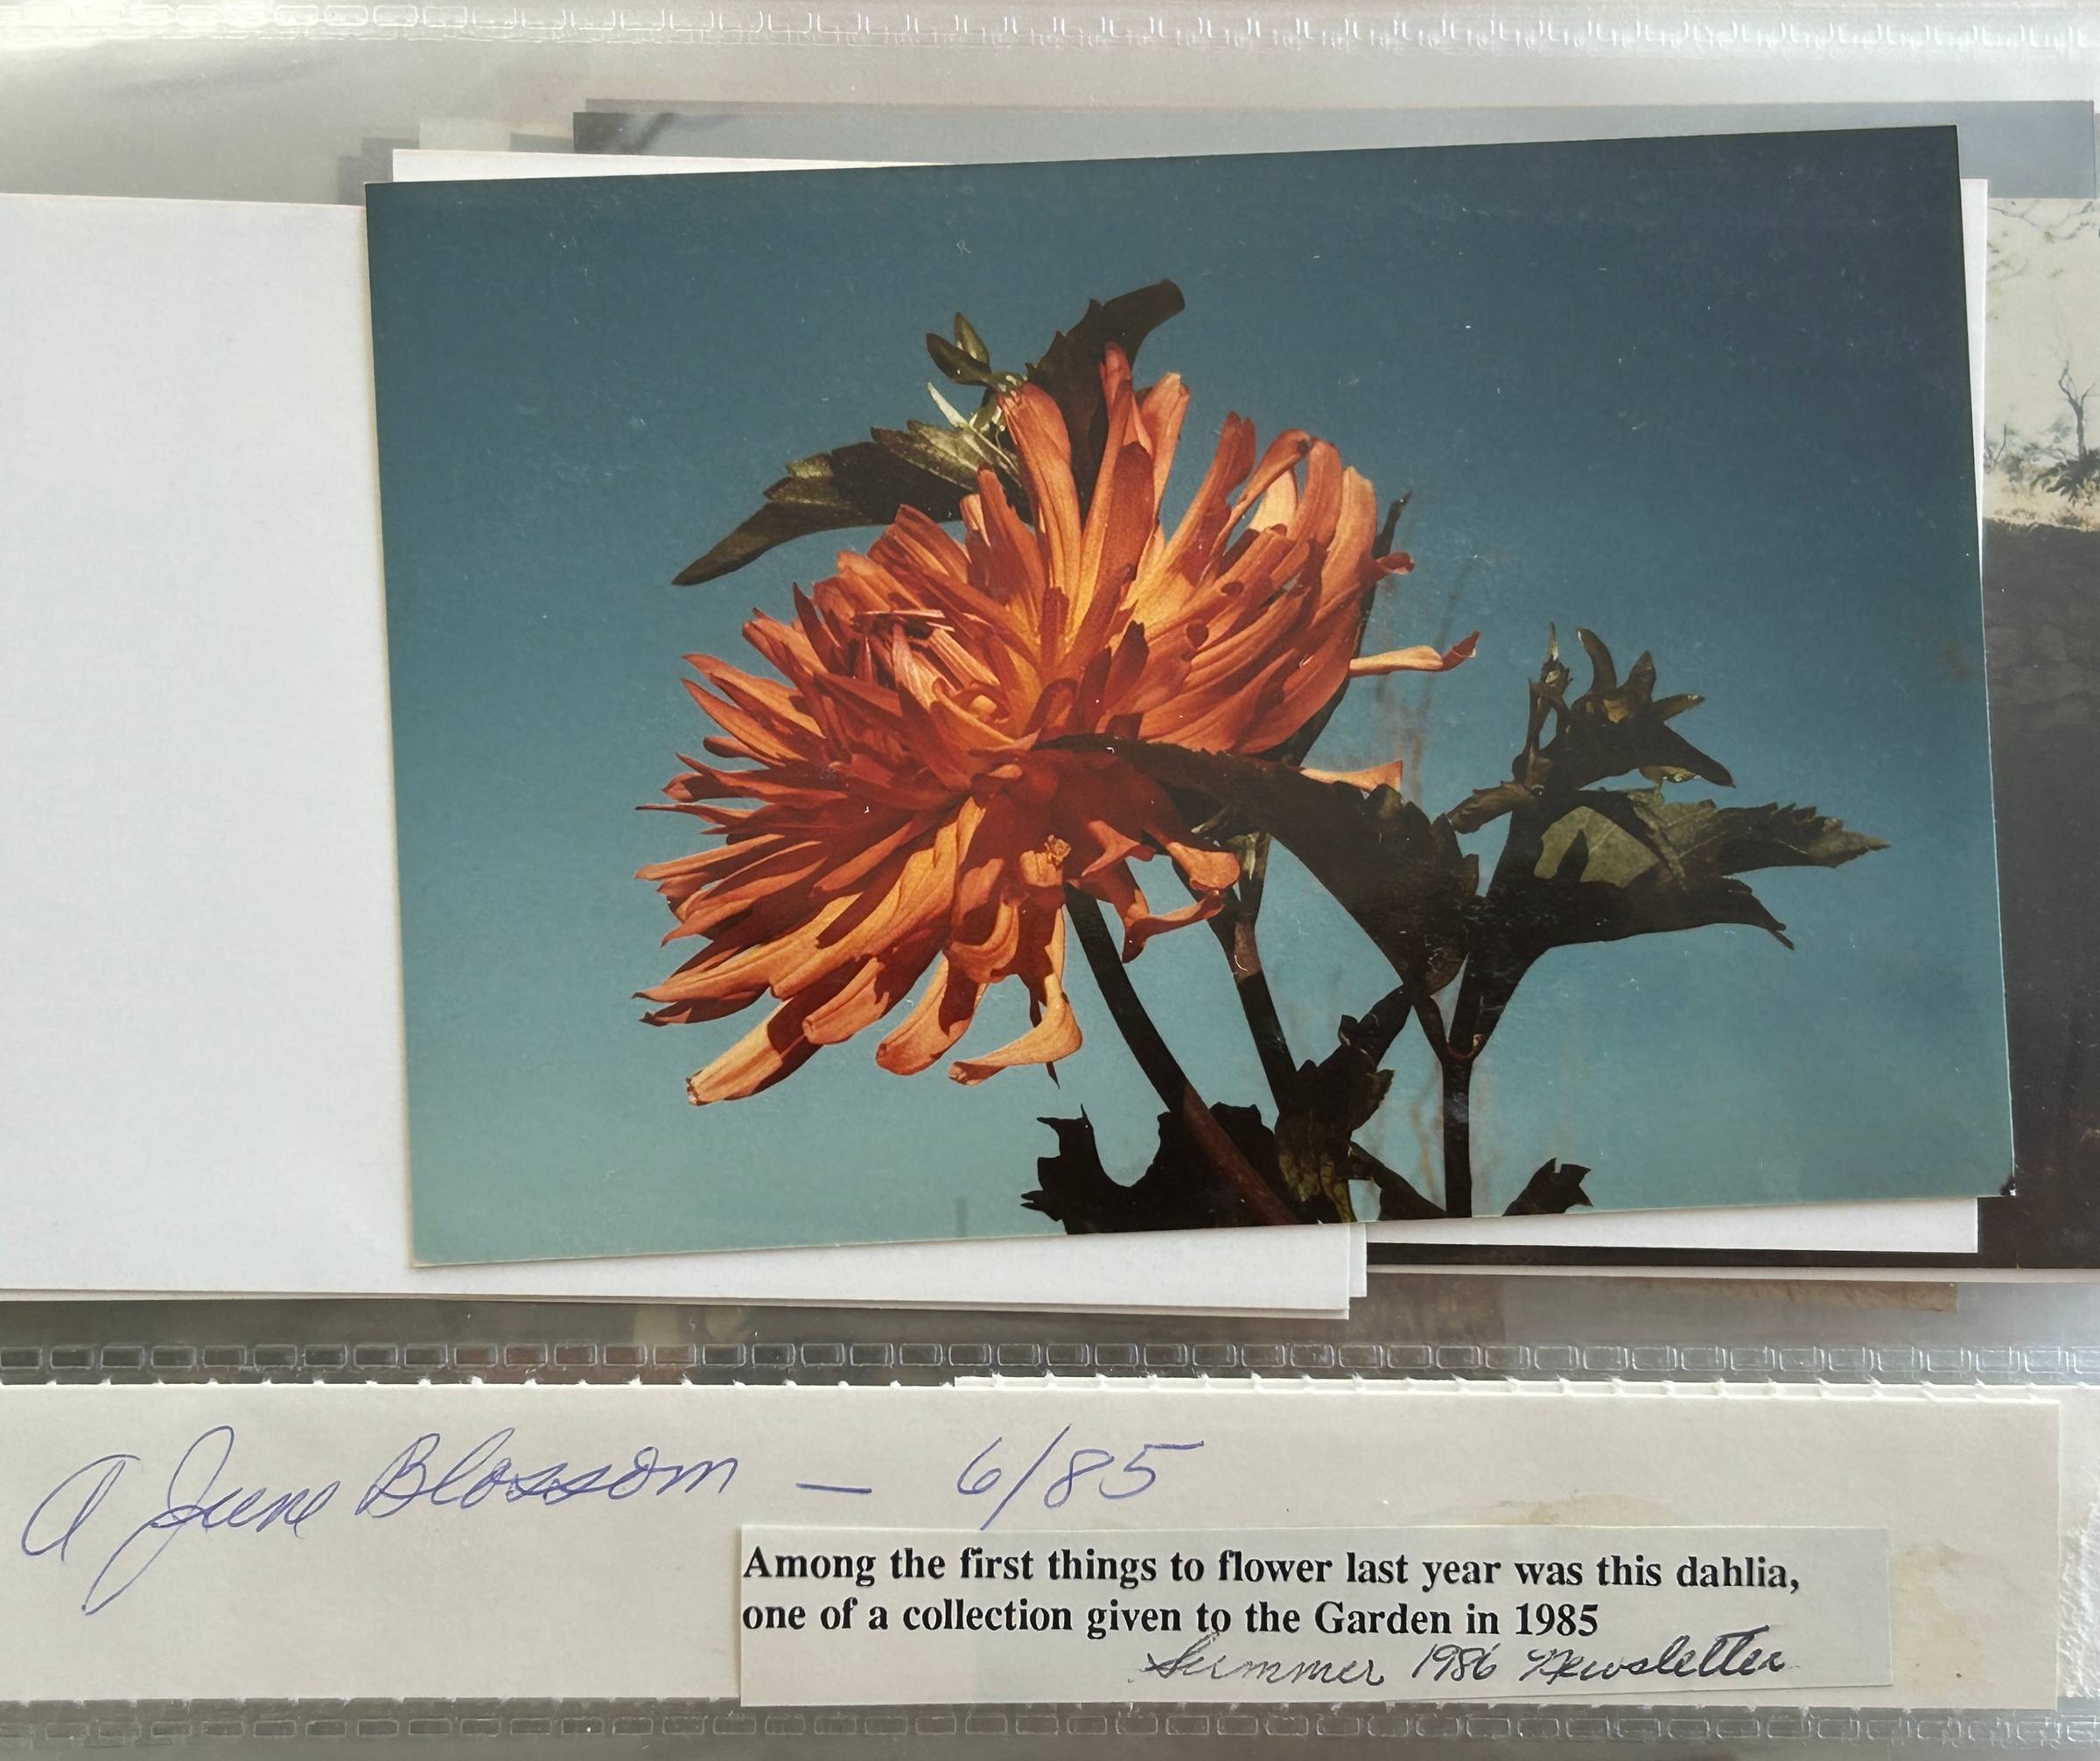 A June Blossom — 6/85
Among the first things to flower last year was this dahlia,
one of a collection given to the Garden in 1985
Summer 1986 Newsletter